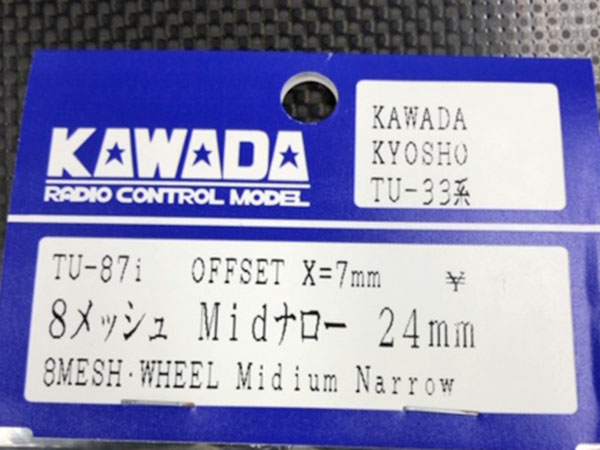 KAWADA
RADIO CONTROL MODEL
KAWADA
KYOSHO
TU-33系
TU-87i OFFSET X=7mm ¥
8メッシュ Midナロー 24mm
8MESH·WHEEL Midium Narrow